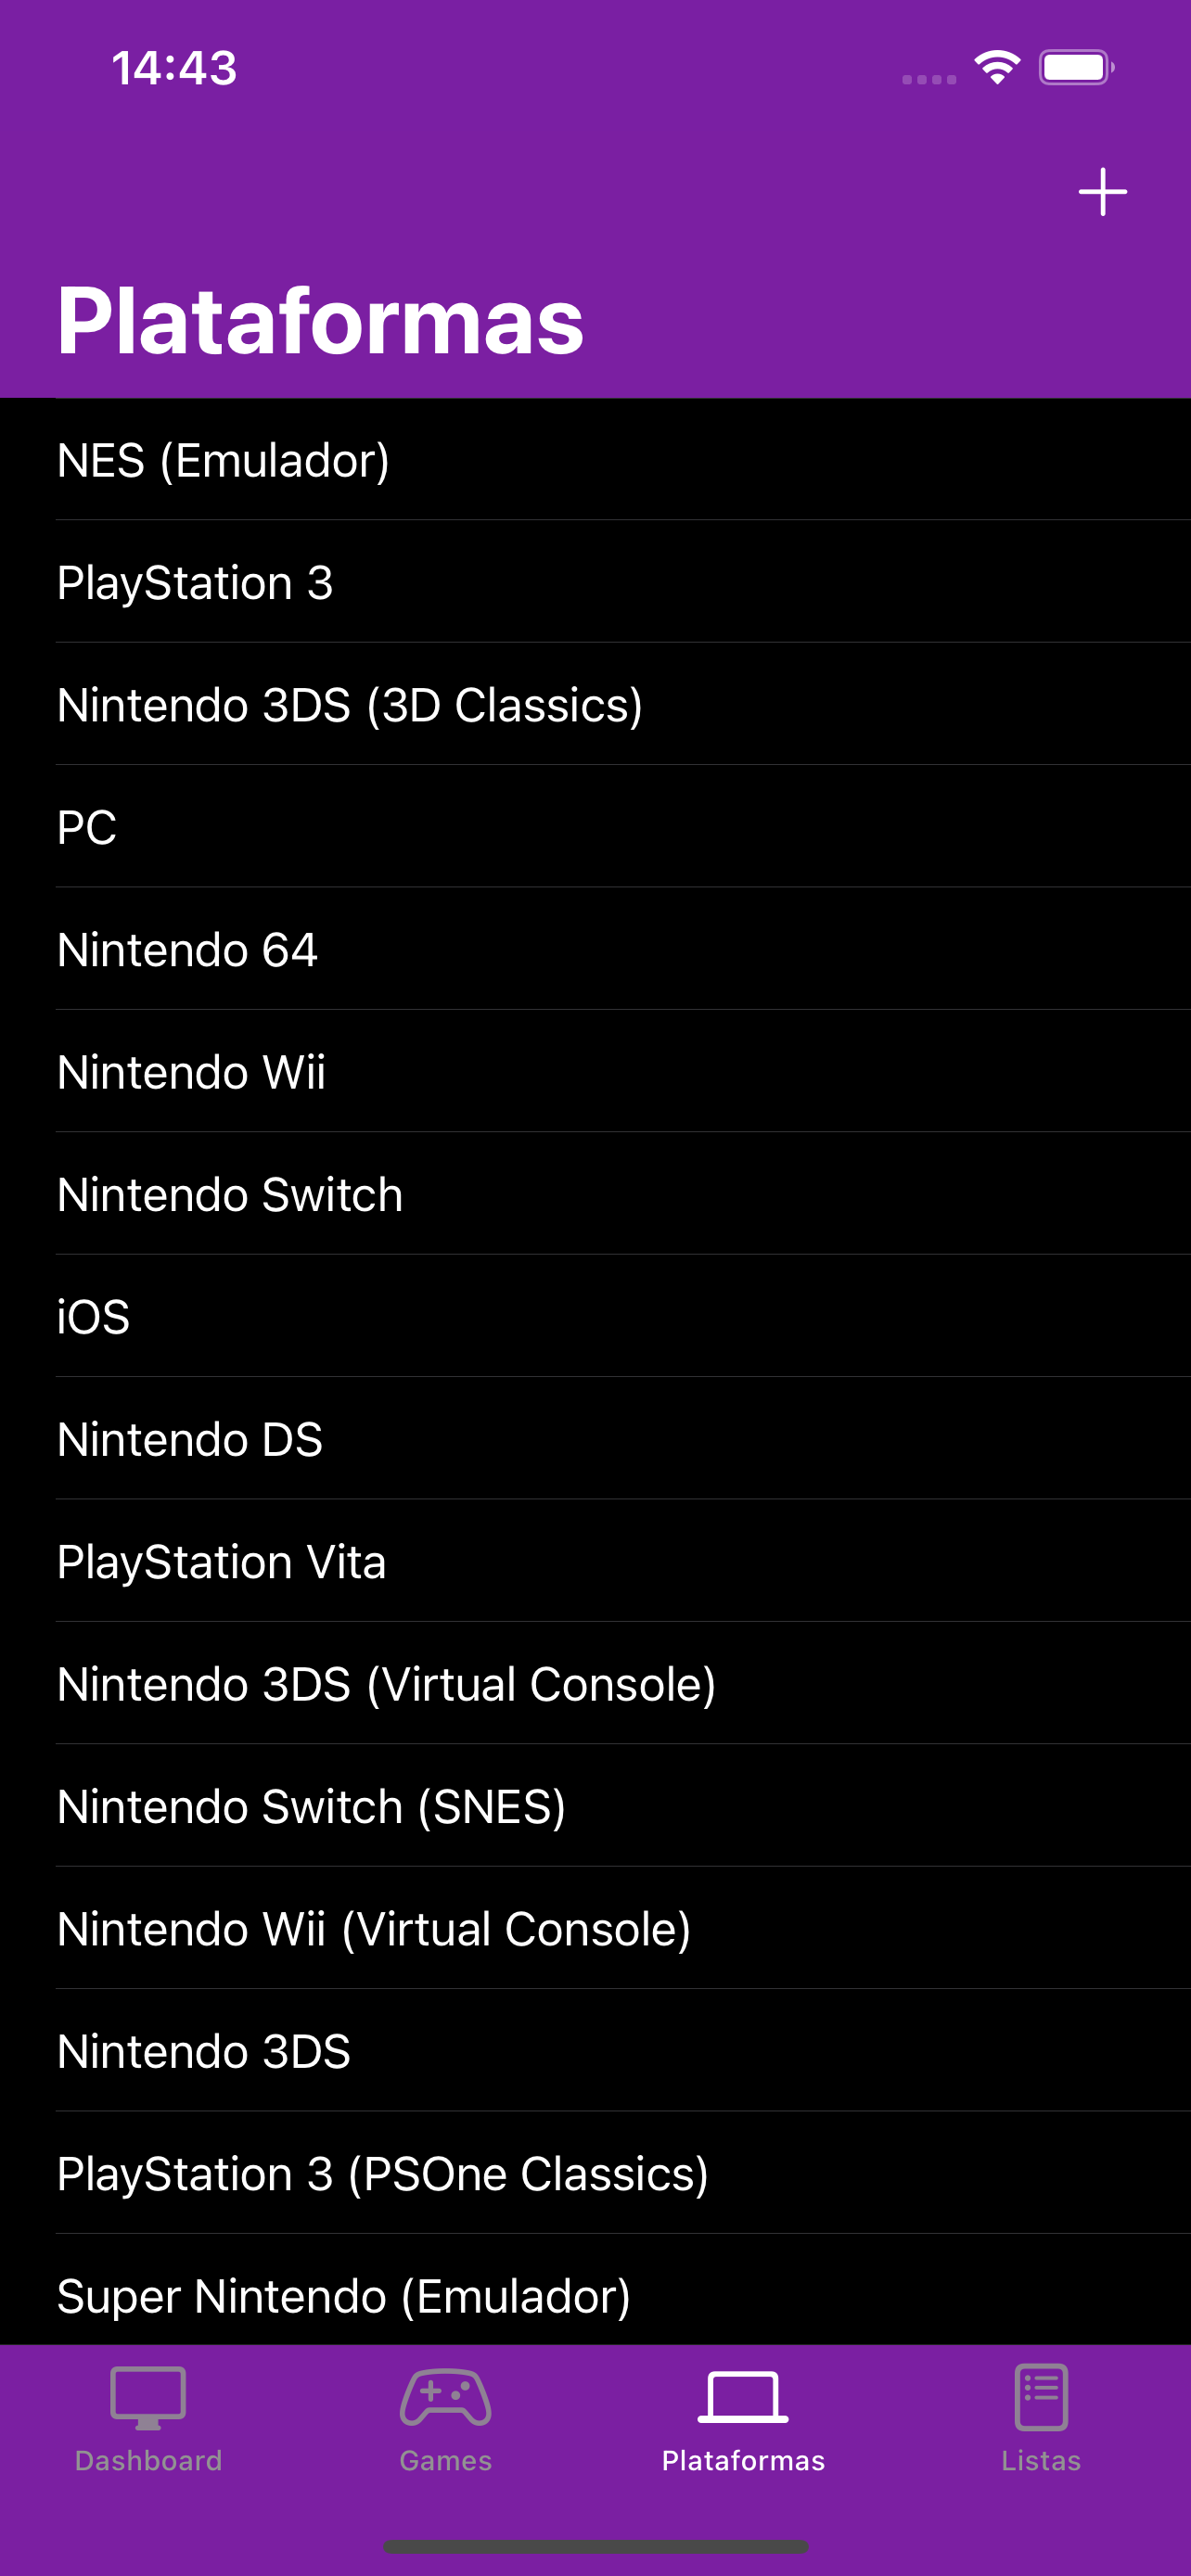 14:43
Plataformas
NES (Emulador)
PlayStation 3
Nintendo 3DS (3D Classics)
PC
Nintendo 64
Nintendo Wii
Nintendo Switch
iOS
Nintendo DS
PlayStation Vita
Nintendo 3DS (Virtual Console)
Nintendo Switch (SNES)
Nintendo Wii (Virtual Console)
Nintendo 3DS
PlayStation 3 (PSOne Classics)
Super Nintendo (Emulador)
Dashboard Games Plataformas Listas